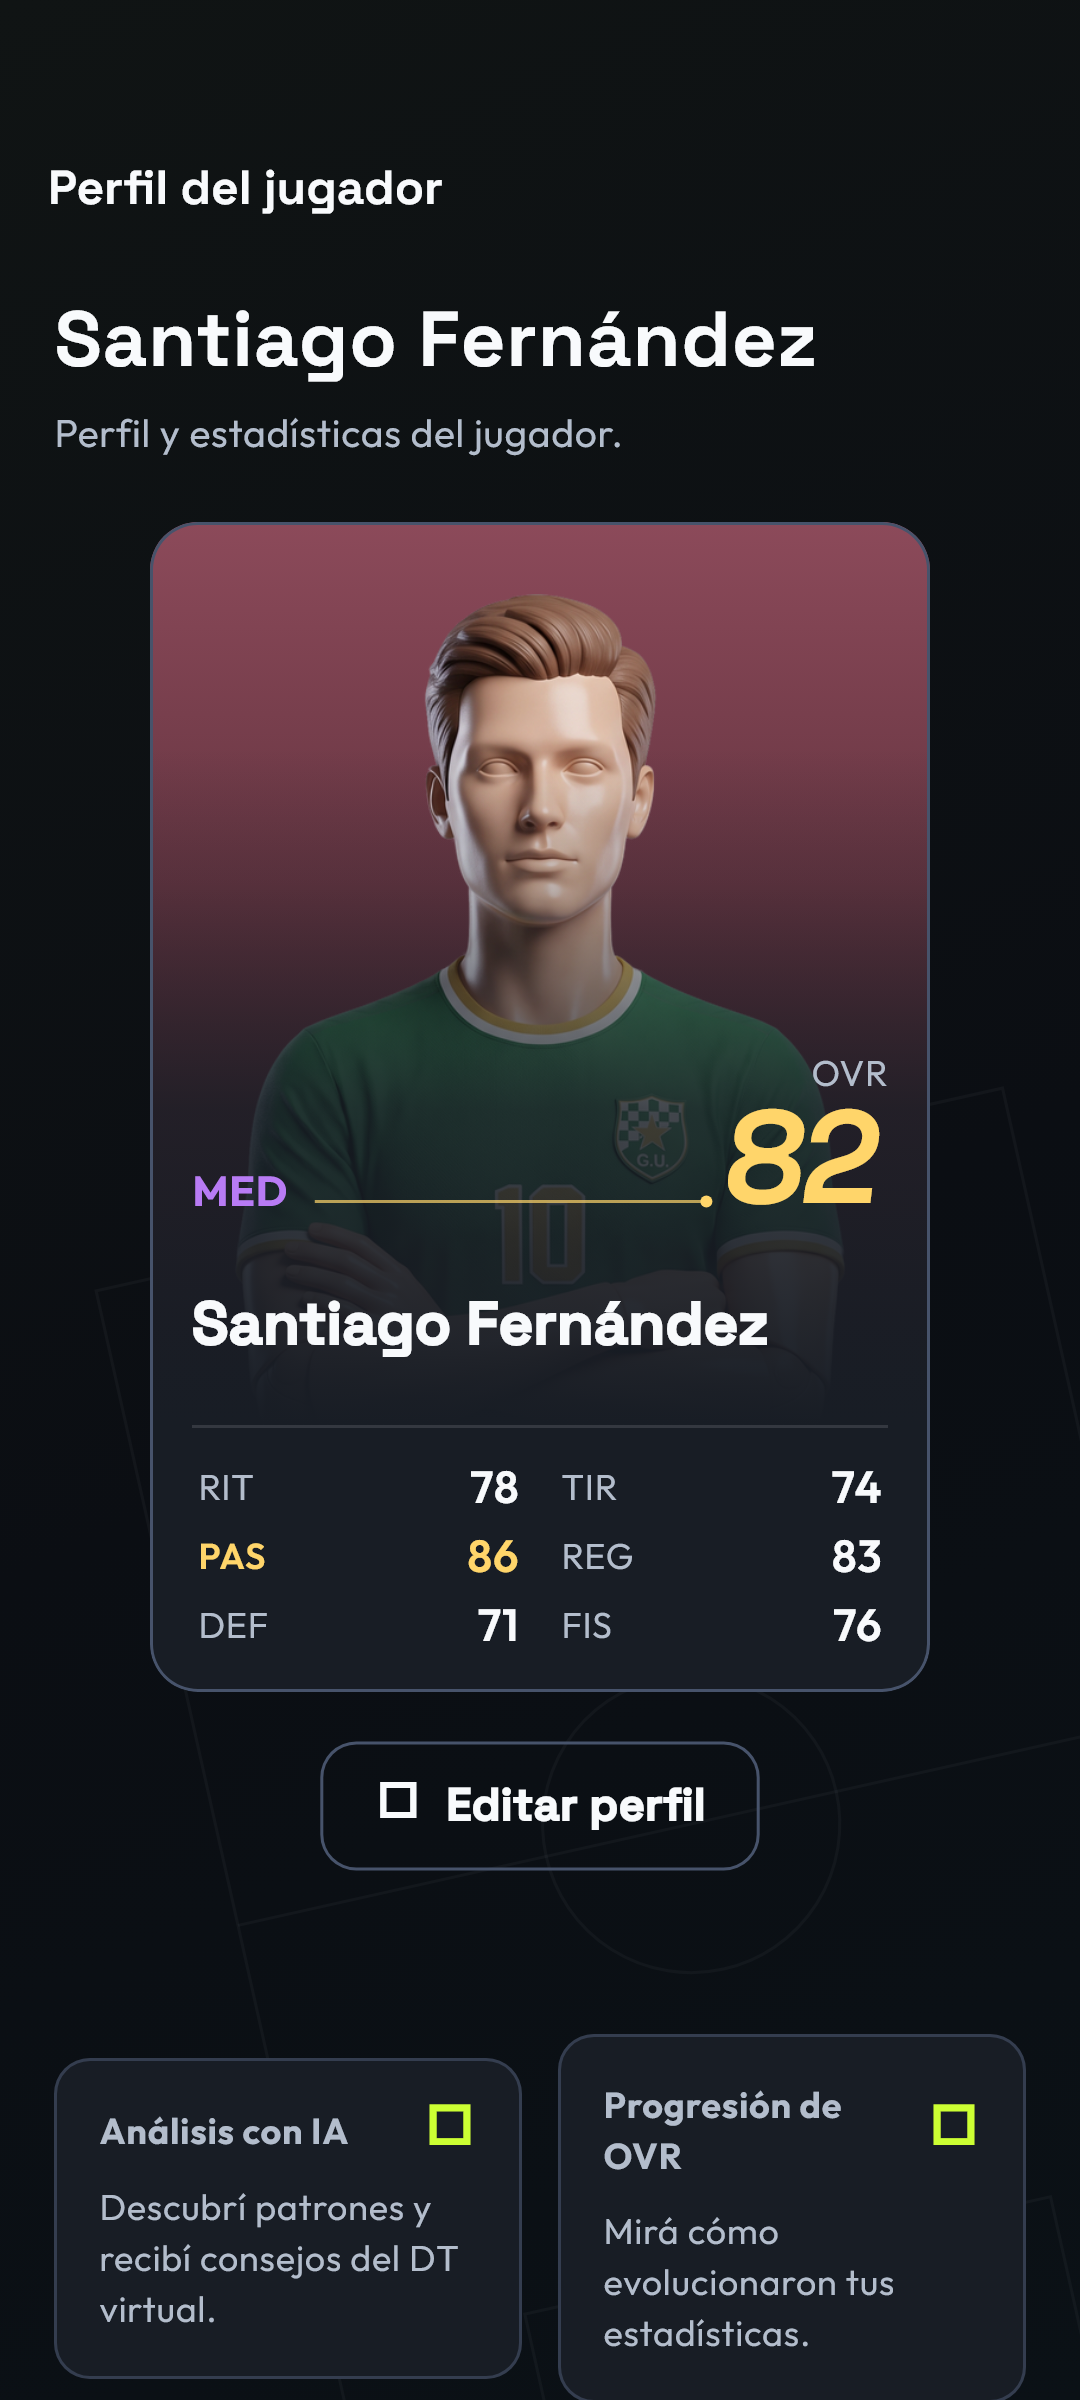 Perfil del jugador
Santiago Fernández
Perfil y estadísticas del jugador.
OVR
82
G.U.
MED
10
Santiago Fernández
RIT 78 TIR 74
PAS 86 REG 83
DEF 71 FIS 76
Editar perfil
Análisis con IA
Descubrí patrones y
recibí consejos del DT
virtual.
Progresión de
OVR
Mirá cómo
evolucionaron tus
estadísticas.